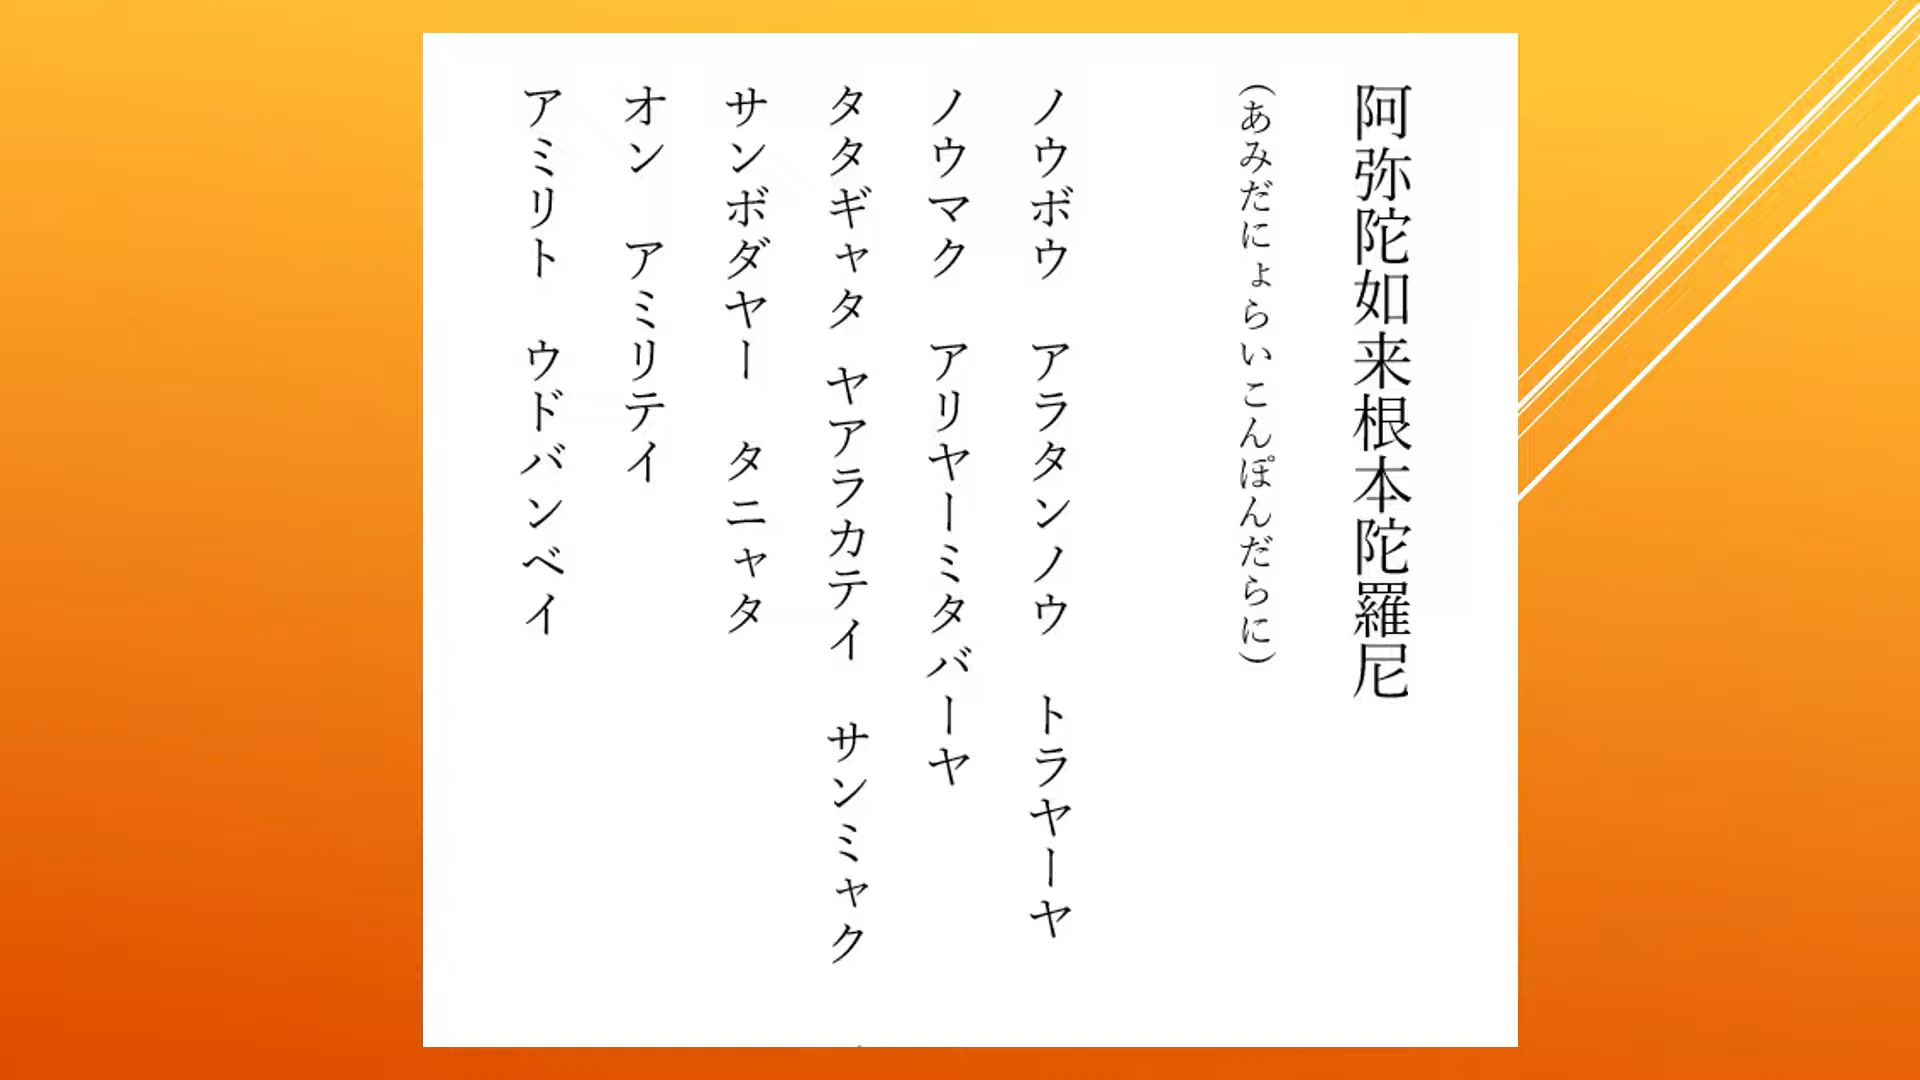 阿弥陀如来根本陀羅尼
（あみだにょらいこんぽんだらに）
ノウボウ　アラタンノウ　トラヤーヤ
ノウマク　アリヤーミタバーヤ
タタギャタ　ヤアラカテイ　サンミャク
サンボダヤー　タニャタ
オン　アミリテイ
アミリト　ウドバンベイ